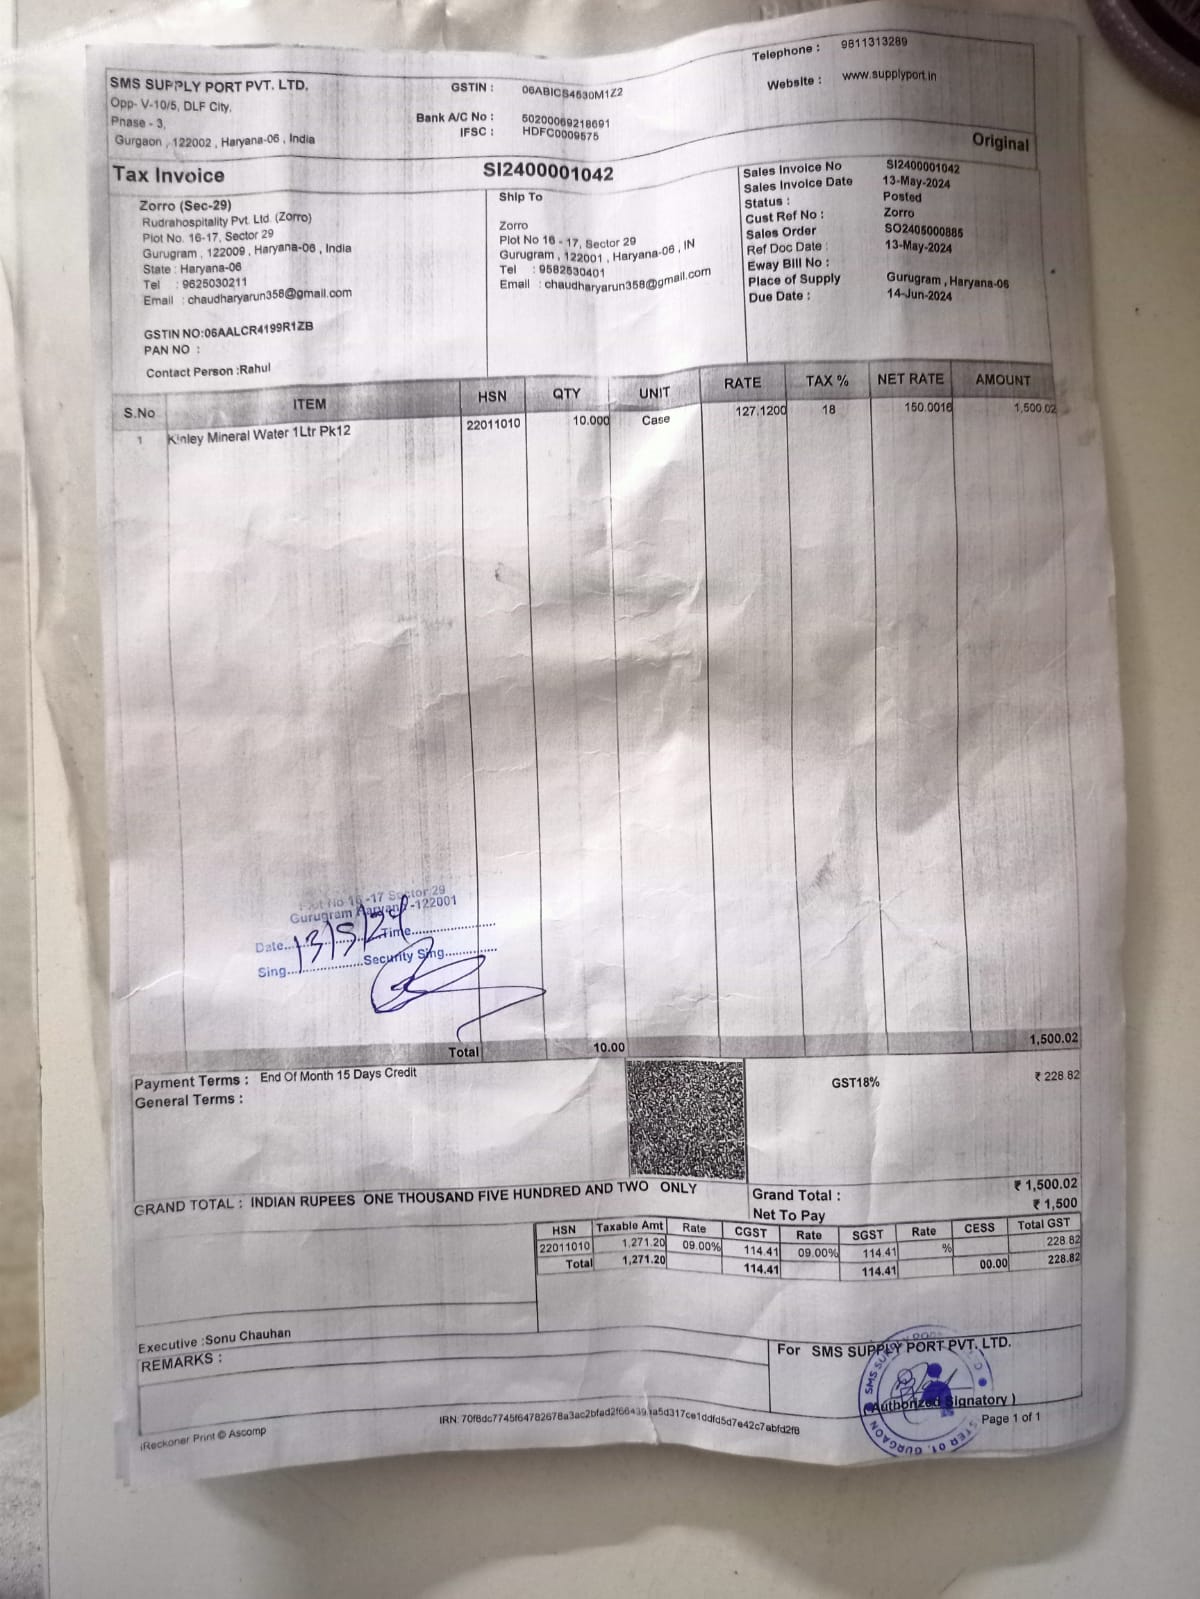 SMS SUPPLY PORT PVT. LTD.
Opp- V-10/5, DLF City,
Phase - 3,
Gurgaon , 122002 , Haryana-06 , India
GSTIN : 06ABICS4530M1Z2
Bank A/C No : 50200069218691
IFSC : HDFC0009575
Telephone : 9811313289
Website : www.supplyport.in
Original
Tax Invoice
SI2400001042
Zorro (Sec-29)
Rudrahospitality Pvt. Ltd. (Zorro)
Plot No. 16-17, Sector 29
Gurugram , 122009 , Haryana-06 , India
State : Haryana-06
Tel : 9625030211
Email : chaudharyarun358@gmail.com
GSTIN NO:06AALCR4199R1ZB
PAN NO :
Contact Person :Rahul
Ship To
Zorro
Plot No 16 - 17, Sector 29
Gurugram , 122001 , Haryana-06 , IN
Tel : 9582530401
Email : chaudharyarun358@gmail.com
Sales Invoice No SI2400001042
Sales Invoice Date 13-May-2024
Status : Posted
Cust Ref No : Zorro
Sales Order SO2405000885
Ref Doc Date : 13-May-2024
Eway Bill No :
Place of Supply Gurugram , Haryana-06
Due Date : 14-Jun-2024
S.No ITEM HSN QTY UNIT RATE TAX % NET RATE AMOUNT
1 Kinley Mineral Water 1Ltr Pk12 22011010 10.000 Case 127.1200 18 150.0016 1,500.02
Plot No 16 -17 Sector 29
Gurugram Haryana -122001
Date.. 13/5/24 Time
Sing Security Sing
Total 10.00 1,500.02
Payment Terms : End Of Month 15 Days Credit
General Terms :
GST18% ₹ 228.82
GRAND TOTAL : INDIAN RUPEES ONE THOUSAND FIVE HUNDRED AND TWO ONLY
Grand Total : ₹ 1,500.02
Net To Pay ₹ 1,500
HSN Taxable Amt Rate CGST Rate SGST Rate CESS Total GST
22011010 1,271.20 09.00% 114.41 09.00% 114.41 % 228.82
Total 1,271.20 114.41 114.41 00.00 228.82
Executive :Sonu Chauhan
REMARKS :
For SMS SUPPLY PORT PVT. LTD.
(Authorized Signatory )
Page 1 of 1
iReckoner Print © Ascomp